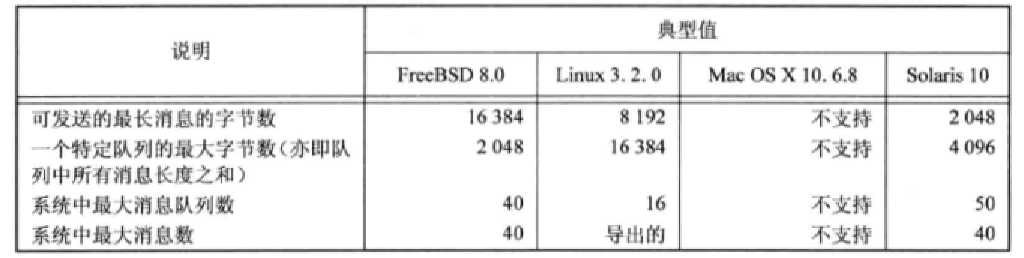 说明 典型值
FreeBSD 8.0 Linux 3. 2. 0 Mac OS X 10. 6.8 Solaris 10
可发送的最长消息的字节数 16 384 8 192 不支持 2 048
一个特定队列的最大字节数（亦即队 2 048 16 384 不支持 4 096
列中所有消息长度之和）
系统中最大消息队列数 40 16 不支持 50
系统中最大消息数 40 导出的 不支持 40